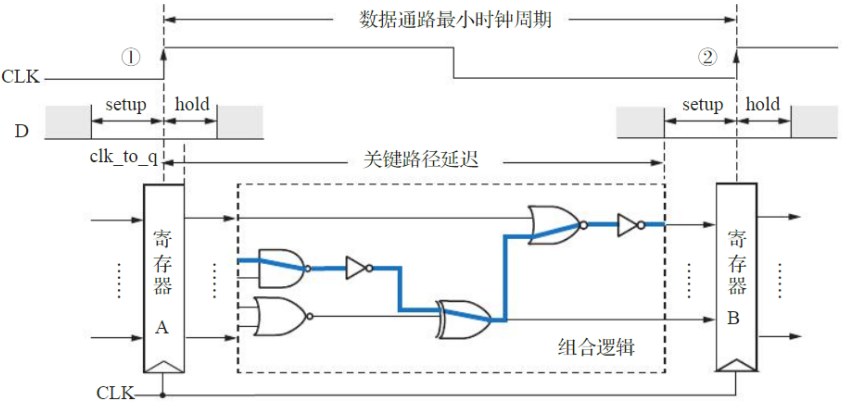 数据通路最小时钟周期
① ②
CLK
setup hold setup hold
D
clk_to_q 关键路径延迟
寄存器 A
寄存器 B
组合逻辑
CLK